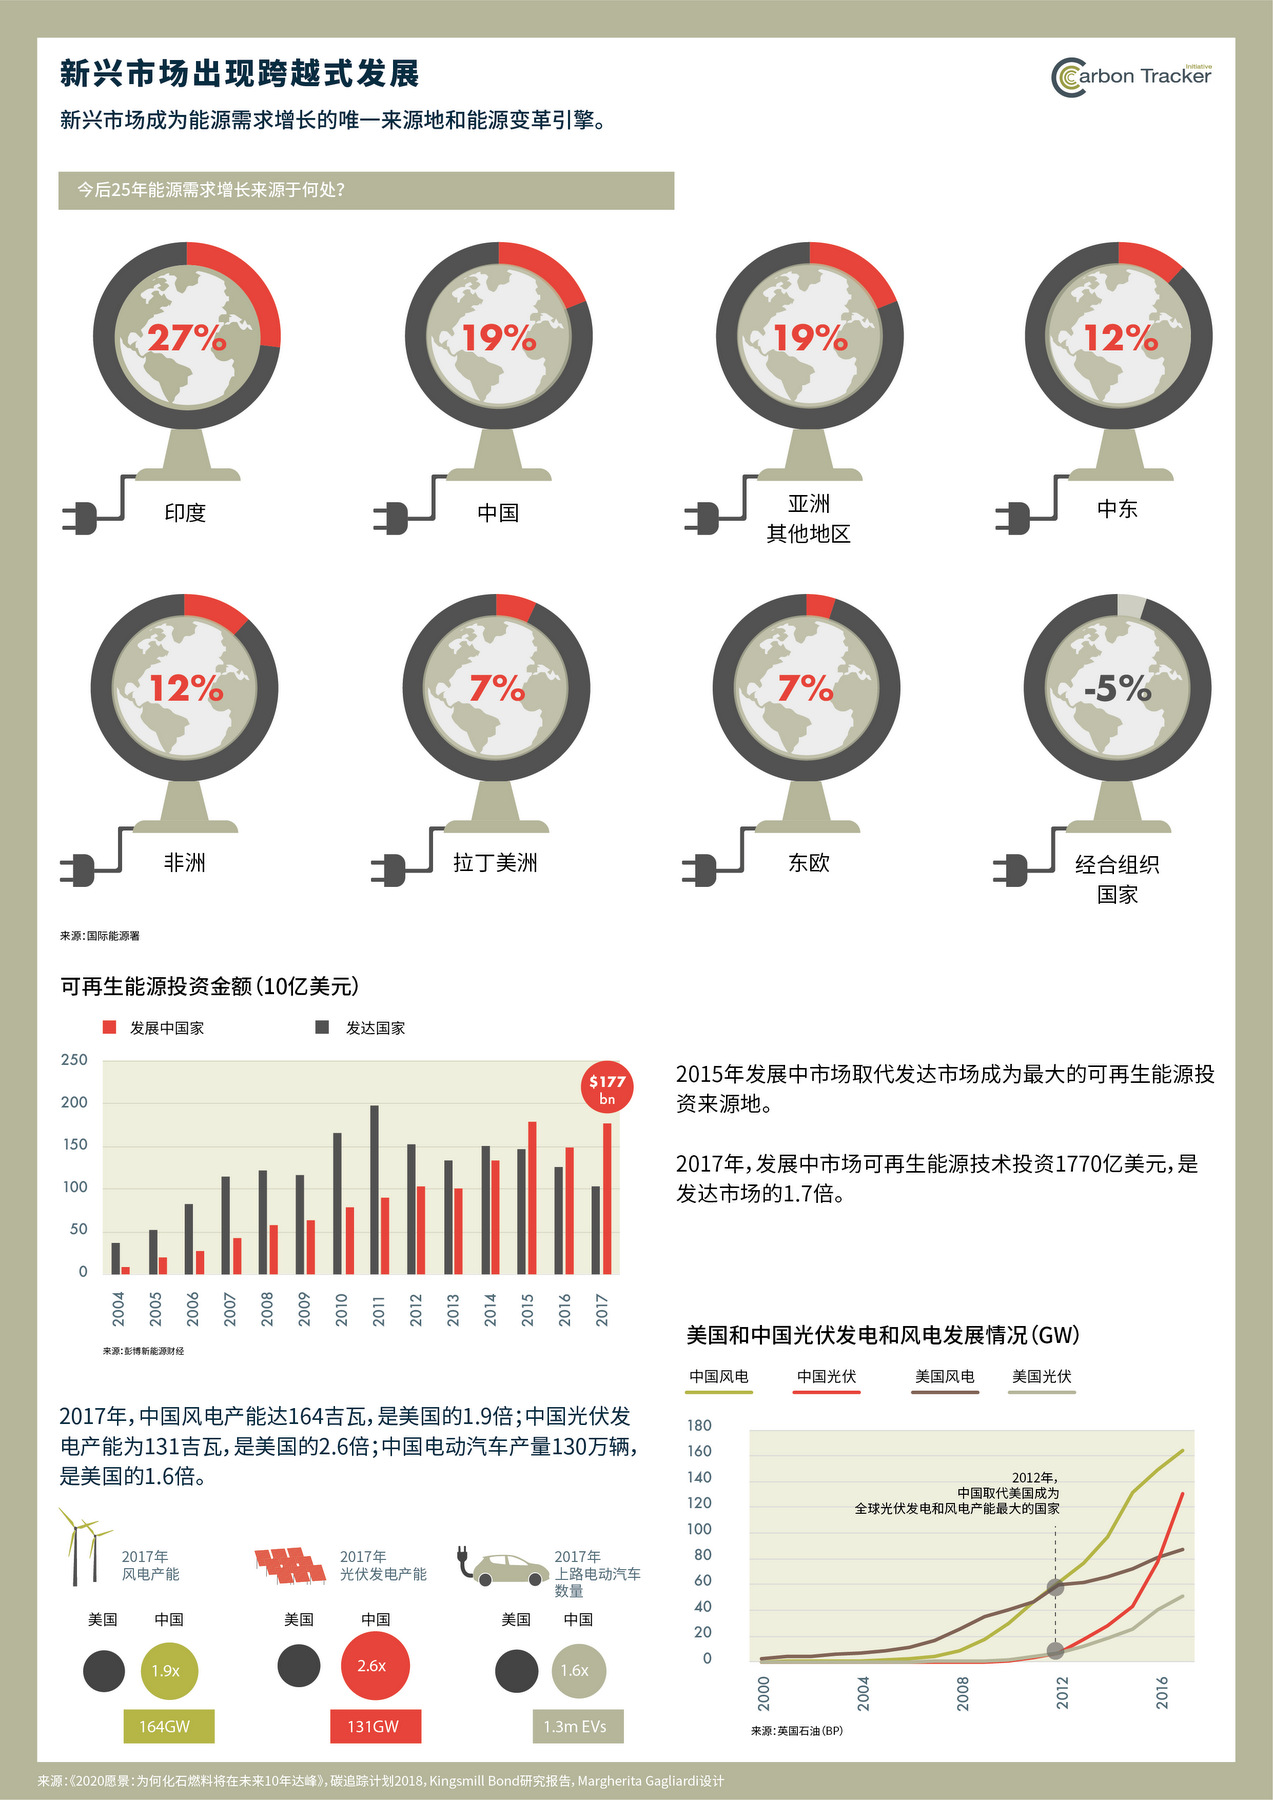 新兴市场出现跨越式发展
Carbon Tracker
Initiative
新兴市场成为能源需求增长的唯一来源地和能源变革引擎。
今后25年能源需求增长来源于何处?
27%
19%
19%
12%
印度
中国
亚洲
其他地区
中东
12%
7%
7%
-5%
非洲
拉丁美洲
东欧
经合组织
国家
来源:国际能源署
可再生能源投资金额(10亿美元)
发展中国家
发达国家
250
200
150
100
50
0
$177
bn
2004
2005
2006
2007
2008
2009
2010
2011
2012
2013
2014
2015
2016
2017
来源:彭博新能源财经
2015年发展中市场取代发达市场成为最大的可再生能源投
资来源地。
2017年,发展中市场可再生能源技术投资1770亿美元,是
发达市场的1.7倍。
2017年,中国风电产能达164吉瓦,是美国的1.9倍;中国光伏发
电产能为131吉瓦,是美国的2.6倍;中国电动汽车产量130万辆,
是美国的1.6倍。
2017年
风电产能
美国
中国
1.9x
164GW
2017年
光伏发电产能
美国
中国
2.6x
131GW
2017年
上路电动汽车
数量
美国
中国
1.6x
1.3m EVs
美国和中国光伏发电和风电发展情况(GW)
中国风电
中国光伏
美国风电
美国光伏
180
160
140
120
100
80
60
40
20
0
2012年,
中国取代美国成为
全球光伏发电和风电产能最大的国家
2000
2004
2008
2012
2016
来源:英国石油(BP)
来源:《2020愿景:为何化石燃料将在未来10年达峰》,碳追踪计划2018, Kingsmill Bond研究报告, Margherita Gagliardi设计